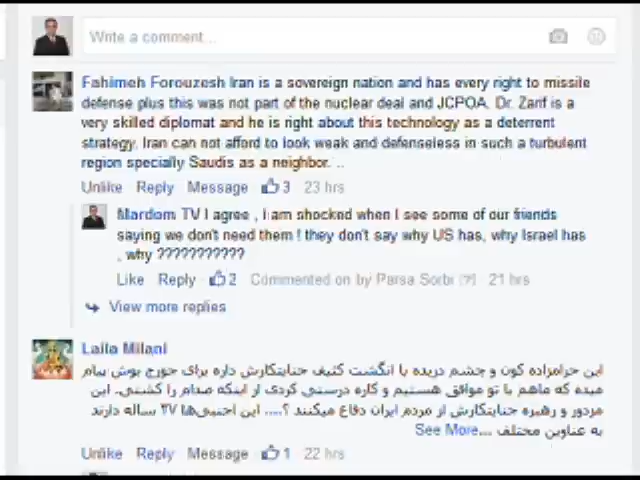 Write a comment...
Fahimeh Forouzesh Iran is a sovereign nation and has every right to missile
defense plus this was not part of the nuclear deal and JCPOA. Dr. Zarif is a
very skilled diplomat and he is right about this technology as a deterrent
strategy. Iran can not afford to look weak and defenseless in such a turbulent
region specially Saudis as a neighbor. ..
Unlike Reply Message 3 23 hrs
Mardom TV I agree , I am shocked when I see some of our friends
saying we don't need them ! they don't say why US has, why Israel has
, why ???????????
Like Reply 2 Commented on by Parsa Sorbi [?] 21 hrs
View more replies
Laila Milani
این حرامزاده کون و چشم دریده با انگشت کثیف جنایتکارش داره برای جورج بوش پیام
میده که ماهم با تو موافق هستیم و کاره درستی کردی از اینکه صدام را کشتی. این
مزدور و رهبره جنایتکارش از مردم ایران دفاع میکنند ؟.... این اجنبی‌ها ۳۷ ساله دارند
به عناوین مختلف ...See More
Unlike Reply Message 1 22 hrs